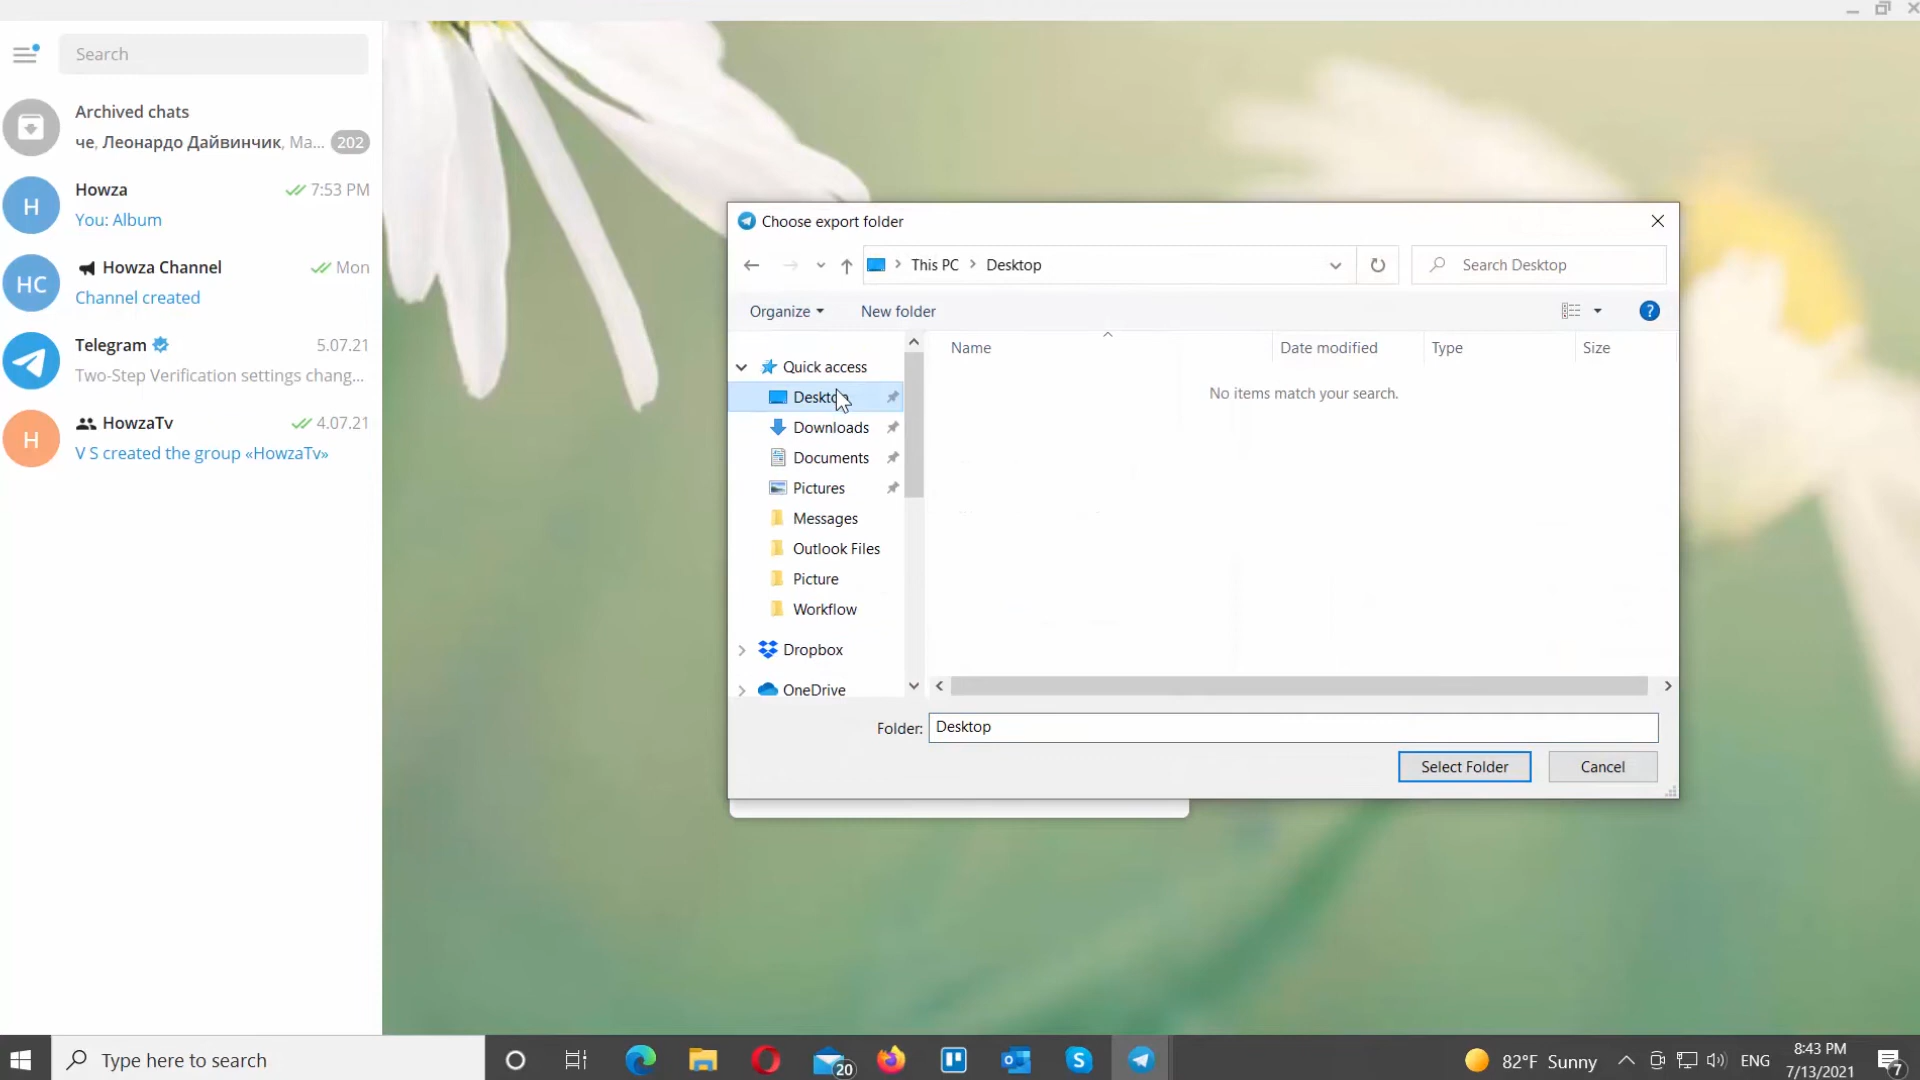 Search
Archived chats
че, Леонардо Дайвинчик, Ma... 202
H
Howza 7:53 PM
You: Album
HC
Howza Channel Mon
Channel created
Telegram 5.07.21
Two-Step Verification settings chang...
H
HowzaTv 4.07.21
V S created the group «HowzaTv»
Choose export folder
This PC Desktop
Search Desktop
Organize New folder
Name Date modified Type Size
No items match your search.
Quick access
Desktop
Downloads
Documents
Pictures
Messages
Outlook Files
Picture
Workflow
Dropbox
OneDrive
Folder: Desktop
Select Folder Cancel
Type here to search
20
82°F Sunny
ENG
8:43 PM
7/13/2021
7